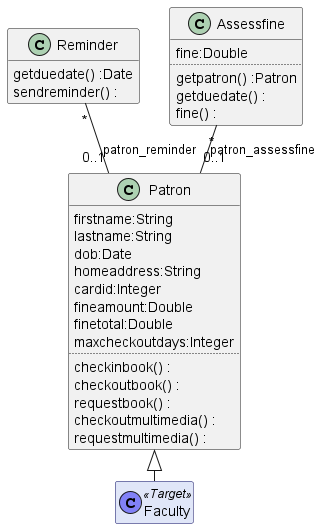 C Reminder
getduedate() :Date
sendreminder() :
C Assessfine
fine:Double
getpatron() :Patron
getduedate() :
fine() :
*
0..1
patron_reminder
*
0..1
patron_assessfine
C Patron
firstname:String
lastname:String
dob:Date
homeaddress:String
cardid:Integer
fineamount:Double
finetotal:Double
maxcheckoutdays:Integer
checkinbook() :
checkoutbook() :
requestbook() :
checkoutmultimedia() :
requestmultimedia() :
C «Target»
Faculty